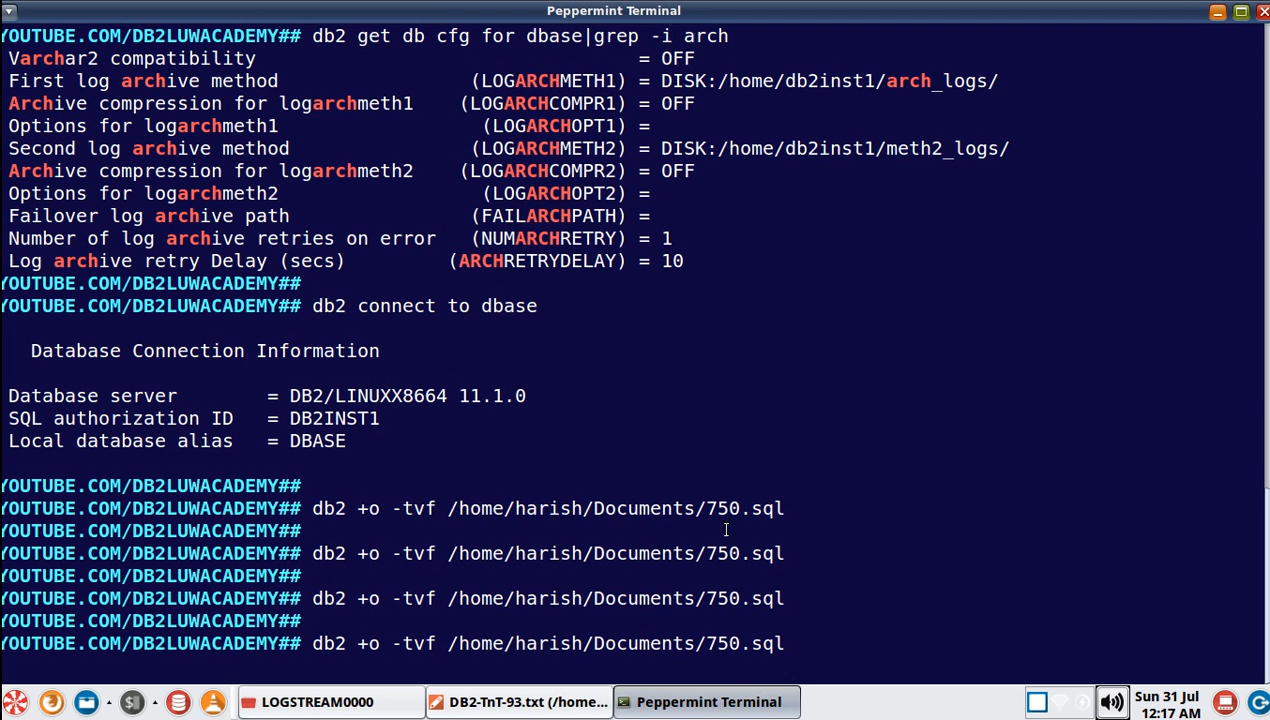 Peppermint Terminal
YOUTUBE.COM/DB2LUWACADEMY## db2 get db cfg for dbase|grep -i arch
Varchar2 compatibility = OFF
First log archive method (LOGARCHMETH1) = DISK:/home/db2inst1/arch_logs/
Archive compression for logarchmeth1 (LOGARCHCOMPR1) = OFF
Options for logarchmeth1 (LOGARCHOPT1) =
Second log archive method (LOGARCHMETH2) = DISK:/home/db2inst1/meth2_logs/
Archive compression for logarchmeth2 (LOGARCHCOMPR2) = OFF
Options for logarchmeth2 (LOGARCHOPT2) =
Failover log archive path (FAILARCHPATH) =
Number of log archive retries on error (NUMARCHRETRY) = 1
Log archive retry Delay (secs) (ARCHRETRYDELAY) = 10
YOUTUBE.COM/DB2LUWACADEMY##
YOUTUBE.COM/DB2LUWACADEMY## db2 connect to dbase
Database Connection Information
Database server = DB2/LINUXX8664 11.1.0
SQL authorization ID = DB2INST1
Local database alias = DBASE
YOUTUBE.COM/DB2LUWACADEMY##
YOUTUBE.COM/DB2LUWACADEMY## db2 +o -tvf /home/harish/Documents/750.sql
YOUTUBE.COM/DB2LUWACADEMY##
YOUTUBE.COM/DB2LUWACADEMY## db2 +o -tvf /home/harish/Documents/750.sql
YOUTUBE.COM/DB2LUWACADEMY##
YOUTUBE.COM/DB2LUWACADEMY## db2 +o -tvf /home/harish/Documents/750.sql
YOUTUBE.COM/DB2LUWACADEMY##
YOUTUBE.COM/DB2LUWACADEMY## db2 +o -tvf /home/harish/Documents/750.sql
LOGSTREAM0000 DB2-TnT-93.txt (/home... Peppermint Terminal Sun 31 Jul
12:17 AM